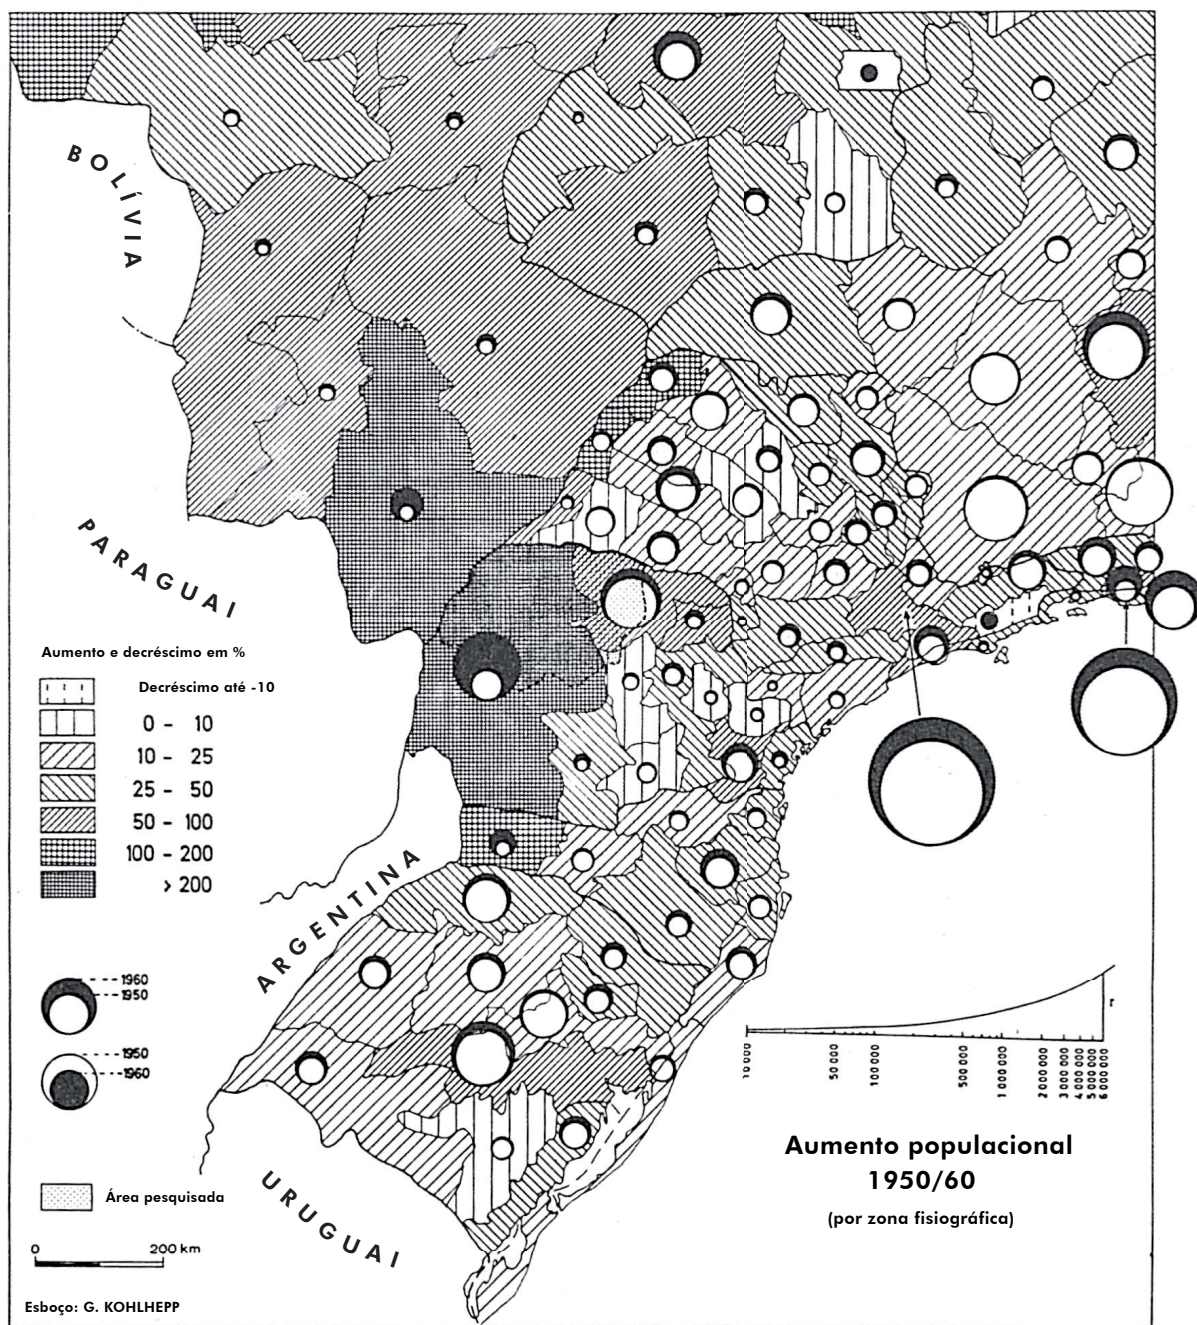 BOLÍVIA
PARAGUAI
Aumento e decréscimo em %
Decréscimo até -10
0 - 10
10 - 25
25 - 50
50 - 100
100 - 200
> 200
ARGENTINA
1960
1950
1950
1960
r
10 000
50 000
100 000
500 000
1 000 000
2 000 000
3 000 000
4 000 000
5 000 000
6 000 000
Aumento populacional
1950/60
(por zona fisiográfica)
Área pesquisada
URUGUAI
0 200 km
Esboço: G. KOHLHEPP